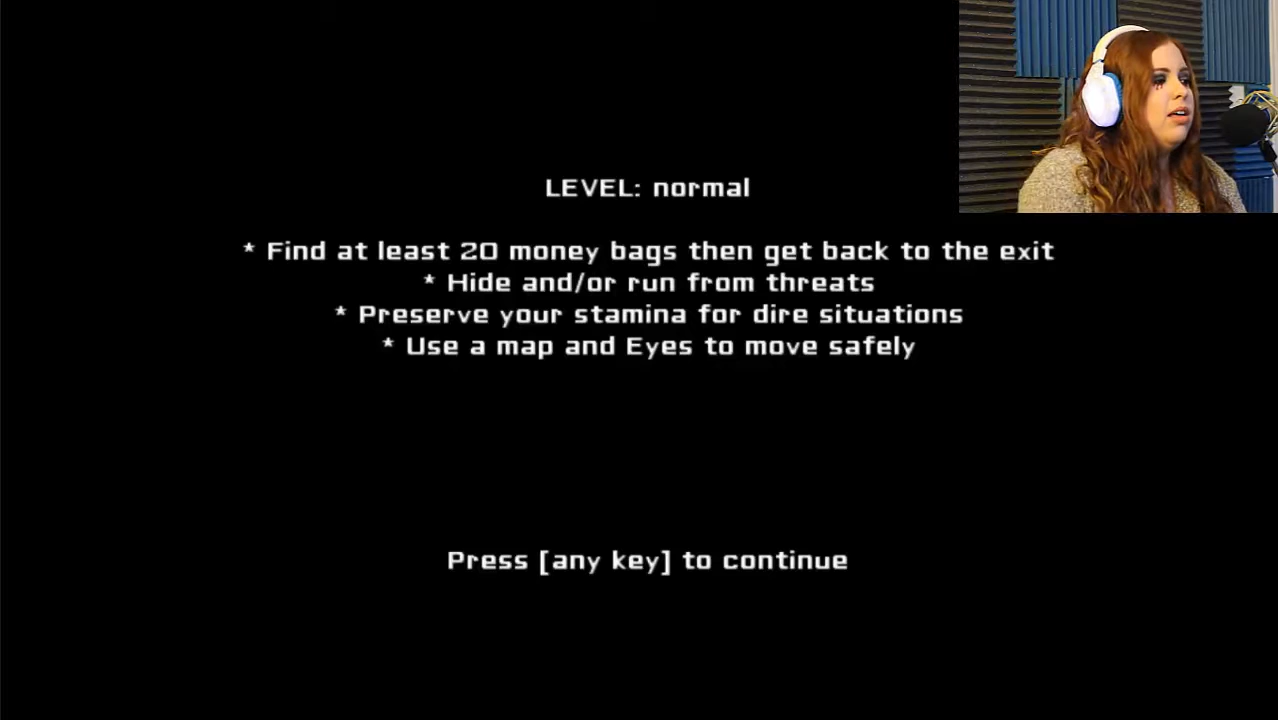 LEVEL: normal
* Find at least 20 money bags then get back to the exit
* Hide and/or run from threats
* Preserve your stamina for dire situations
* Use a map and Eyes to move safely
Press [any key] to continue